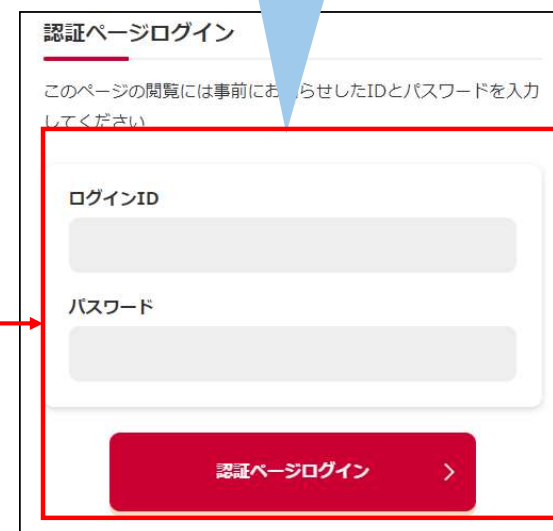 認証ページログイン
このページの閲覧には事前にお らせしたIDとパスワードを入力
してください
ログインID
パスワード
認証ページログイン